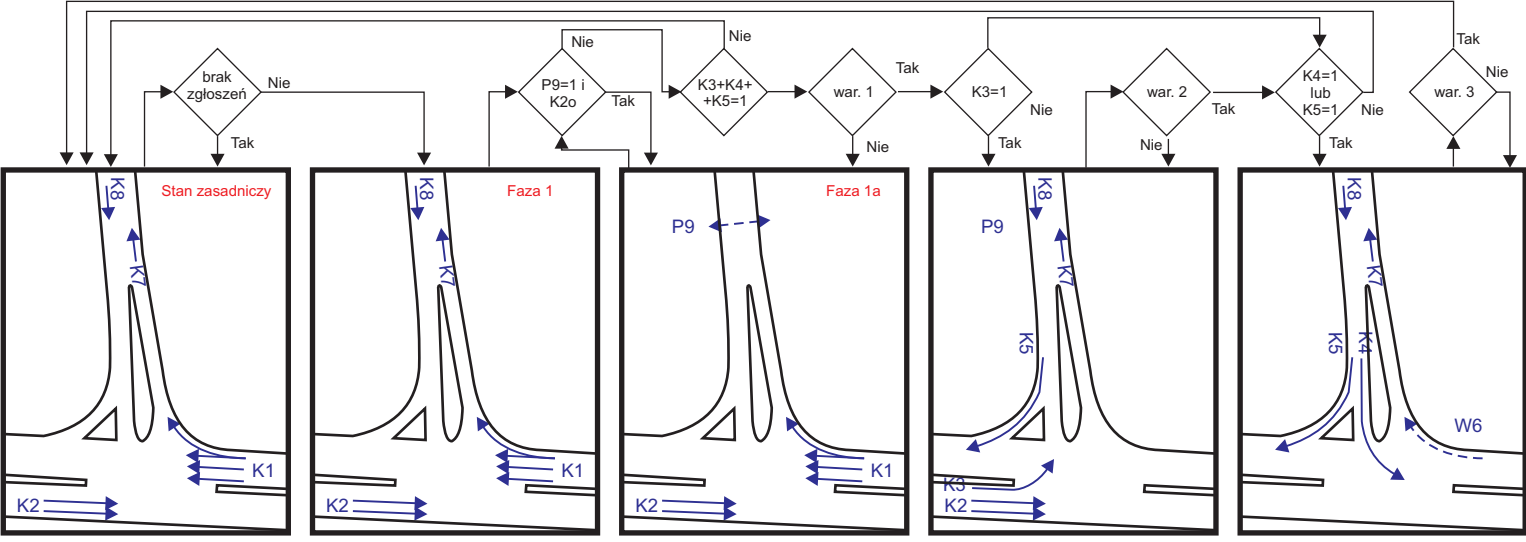 Nie
Nie
Tak
brak
zgłoszeń
Nie
Tak
P9=1 i
K2o
Tak
K3+K4+
+K5=1
war. 1
Tak
Nie
K3=1
Nie
Tak
war. 2
Tak
Nie
K4=1
lub
K5=1
Nie
Tak
war. 3
Nie
Stan zasadniczy
K8
K7
K1
K2
Faza 1
K8
K7
K1
K2
Faza 1a
P9
K1
K2
K8
P9
K7
K5
K3
K2
K8
K7
K5
K4
W6